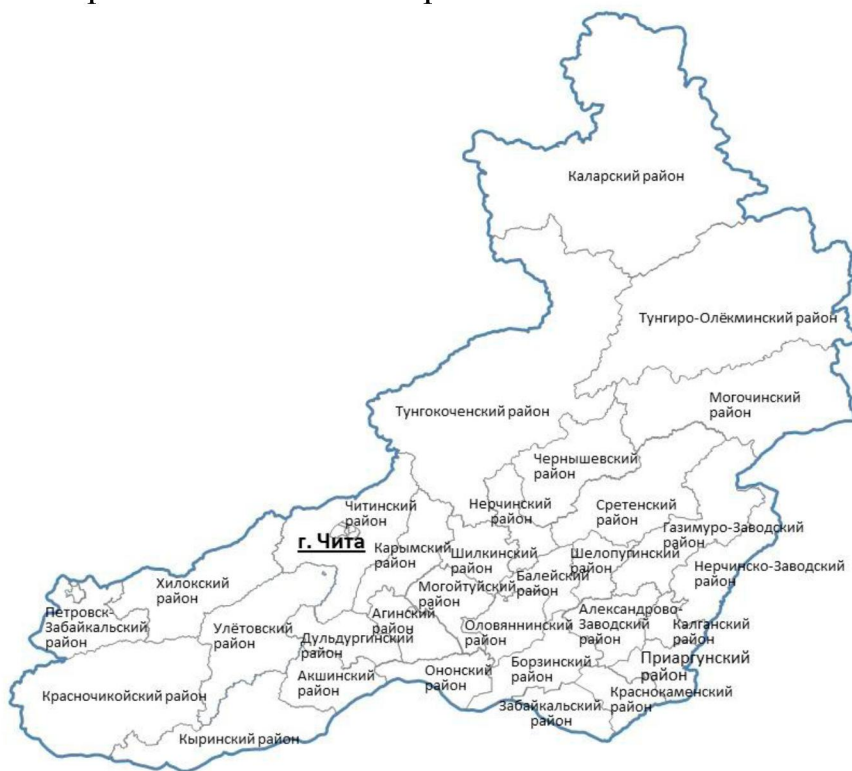 Каларский район
Тунгиро-Олёкминский район
Могочинский
район
Тунгокоченский район
Чернышевский
район
Нерчинский
район
Сретенский
район
Читинский
район
г. Чита
Карымский
район
Шилкинский
район
Шелопугинский
район
Газимуро-Заводский
район
Нерчинско-Заводский
район
Балейский
район
Могойтуйский
район
Хилокский
район
Петровск-
Забайкальский
район
Улётовский
район
Агинский
район
Дульдургинский
район
Оловяннинский
район
Александрово-
Заводский
район
Калганский
район
Приаргунский
район
Борзинский
район
Ононский
район
Акшинский
район
Краснокаменский
район
Забайкальский
район
Красночикойский район
Кыринский район